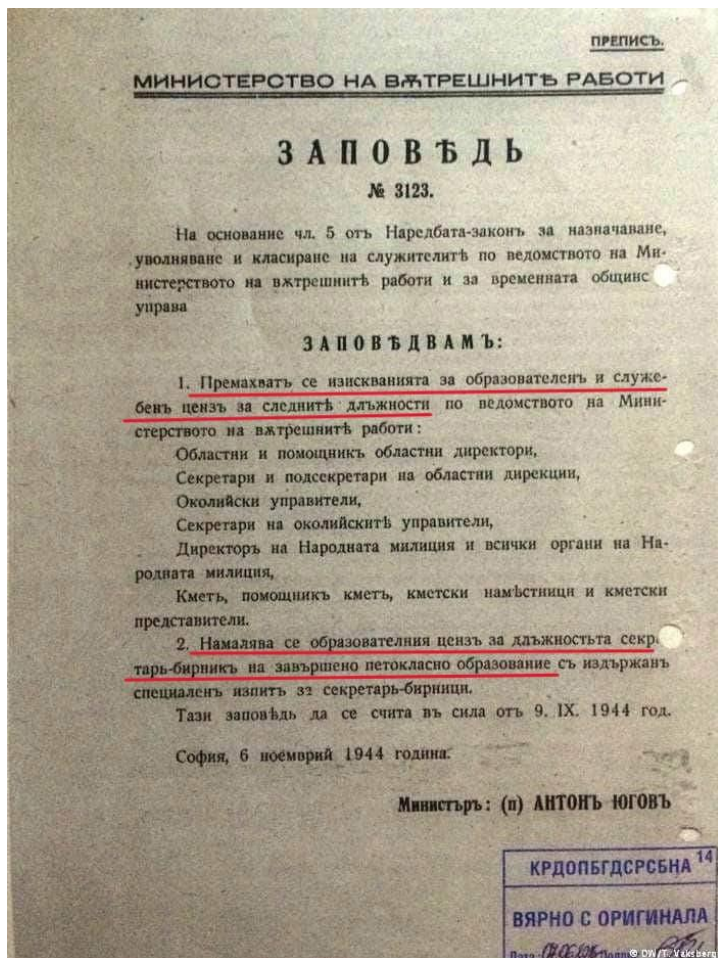 ПРЕПИСЪ.
МИНИСТЕРСТВО НА ВѪТРЕШНИТѢ РАБОТИ
ЗАПОВѢДЬ
№ 3123.
На основание чл. 5 отъ Наредбата-законъ за назначаване,
уволняване и класиране на служителитѣ по ведомството на Ми-
нистерството на вѫтрешнитѣ работи и за временната общинс
управа
ЗАПОВѢДВАМЪ:
1. Премахватъ се изискванията за образователенъ и служе-
бенъ цензъ за следнитѣ длъжности по ведомството на Мини-
стерството на вѫтрешнитѣ работи:
Областни и помощникъ областни директори,
Секретари и подсекретари на областни дирекции,
Околийски управители,
Секретари на околийскитѣ управители,
Директоръ на Народната милиция и всички органи на На-
родната милиция,
Кметъ, помощникъ кметъ, кметски намѣстници и кметски
представители.
2. Намалява се образователния цензъ за длъжностьта секр
тарь-бирникъ на завършено петокласно образование съ издържанъ
специаленъ изпитъ за секретарь-бирници.
Тази заповѣдь да се счита въ сила отъ 9. IX. 1944 год.
София, 6 ноемврий 1944 година.
Министъръ: (п) АНТОНЪ ЮГОВЪ
КРДОПБГДСРСБНА 14
ВЯРНО С ОРИГИНАЛА
Дата
© DW/T. Vaksberg